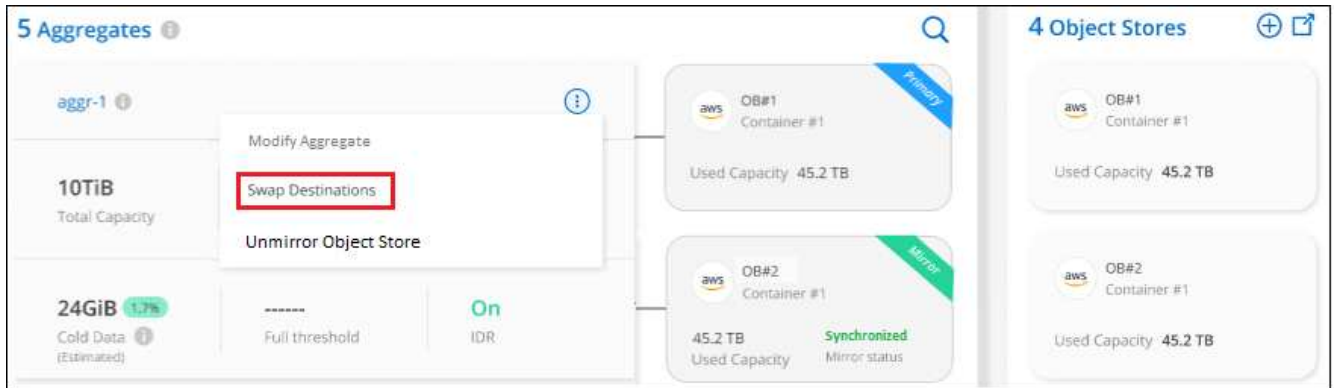 5 Aggregates
aggr-1
Modify Aggregate
Swap Destinations
Unmirror Object Store
10TiB
Total Capacity
24GiB 1.7%
Cold Data
(Estimated)
------
Full threshold
On
IDR
aws
OB#1
Container #1
Primary
Used Capacity 45.2 TB
aws
OB#2
Container #1
Mirror
45.2 TB
Used Capacity
Synchronized
Mirror status
4 Object Stores
aws
OB#1
Container #1
Used Capacity 45.2 TB
aws
OB#2
Container #1
Used Capacity 45.2 TB